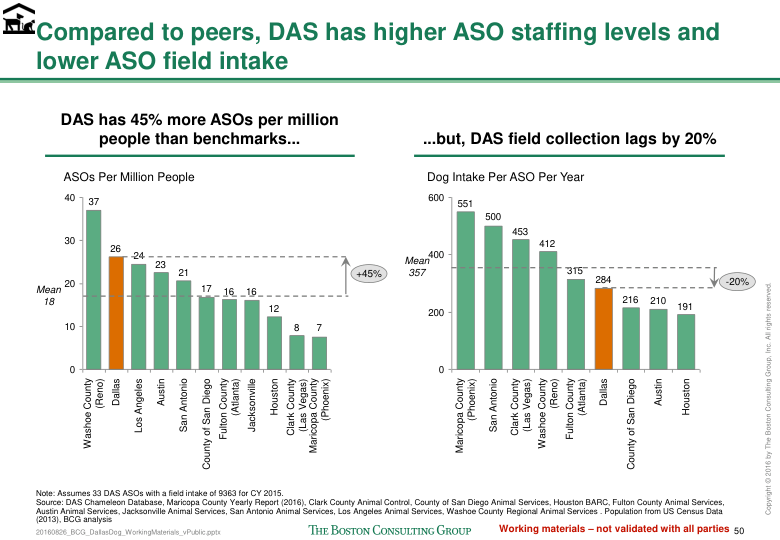 Compared to peers, DAS has higher ASO staffing levels and
lower ASO field intake
DAS has 45% more ASOs per million
people than benchmarks...
ASOs Per Million People
40
30
20
10
0
Mean
18
37
26
24
23
21
17
16
16
12
8
7
+45%
Washoe County
(Reno)
Dallas
Los Angeles
Austin
San Antonio
County of San Diego
Fulton County
(Atlanta)
Jacksonville
Houston
Clark County
(Las Vegas)
Maricopa County
(Phoenix)
...but, DAS field collection lags by 20%
Dog Intake Per ASO Per Year
600
400
200
0
Mean
357
551
500
453
412
315
284
216
210
191
-20%
Maricopa County
(Phoenix)
San Antonio
Clark County
(Las Vegas)
Washoe County
(Reno)
Fulton County
(Atlanta)
Dallas
County of San Diego
Austin
Houston
Note: Assumes 33 DAS ASOs with a field intake of 9363 for CY 2015.
Source: DAS Chameleon Database, Maricopa County Yearly Report (2016), Clark County Animal Control, County of San Diego Animal Services, Houston BARC, Fulton County Animal Services,
Austin Animal Services, Jacksonville Animal Services, San Antonio Animal Services, Los Angeles Animal Services, Washoe County Regional Animal Services . Population from US Census Data
(2013), BCG analysis
20160826_BCG_DallasDog_WorkingMaterials_vPublic.pptx
THE BOSTON CONSULTING GROUP
Working materials – not validated with all parties
50
Copyright © 2016 by The Boston Consulting Group, Inc. All rights reserved.